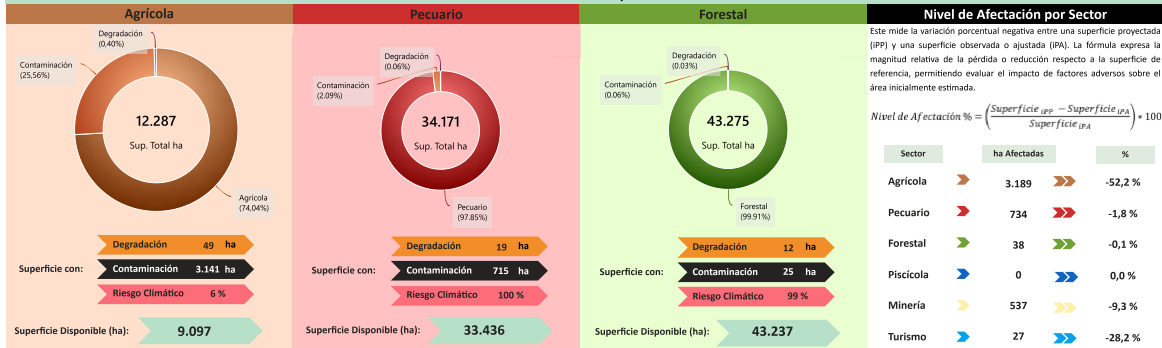 Agrícola
Degradación
(0,40%)
Contaminación
(25,56%)
12.287
Sup. Total ha
Agrícola
(74,04%)
Degradación 49 ha
Superficie con: Contaminación 3.141 ha
Riesgo Climático 6 %
Superficie Disponible (ha): 9.097
Pecuario
Degradación
(0.06%)
Contaminación
(2.09%)
34.171
Sup. Total ha
Pecuario
(97.85%)
Degradación 19 ha
Superficie con: Contaminación 715 ha
Riesgo Climático 100 %
Superficie Disponible (ha): 33.436
Forestal
Degradación
(0.03%)
Contaminación
(0.06%)
43.275
Sup. Total ha
Forestal
(99.91%)
Degradación 12 ha
Superficie con: Contaminación 25 ha
Riesgo Climático 99 %
Superficie Disponible (ha): 43.237
Nivel de Afectación por Sector
Este mide la variación porcentual negativa entre una superficie proyectada
(iPP) y una superficie observada o ajustada (iPA). La fórmula expresa la
magnitud relativa de la pérdida o reducción respecto a la superficie de
referencia, permitiendo evaluar el impacto de factores adversos sobre el
área inicialmente estimada.
Nivel de Afectación % = (Superficie iPP − Superficie iPA / Superficie iPA) * 100
Sector ha Afectadas %
Agrícola 3.189 -52,2 %
Pecuario 734 -1,8 %
Forestal 38 -0,1 %
Piscícola 0 0,0 %
Minería 537 -9,3 %
Turismo 27 -28,2 %